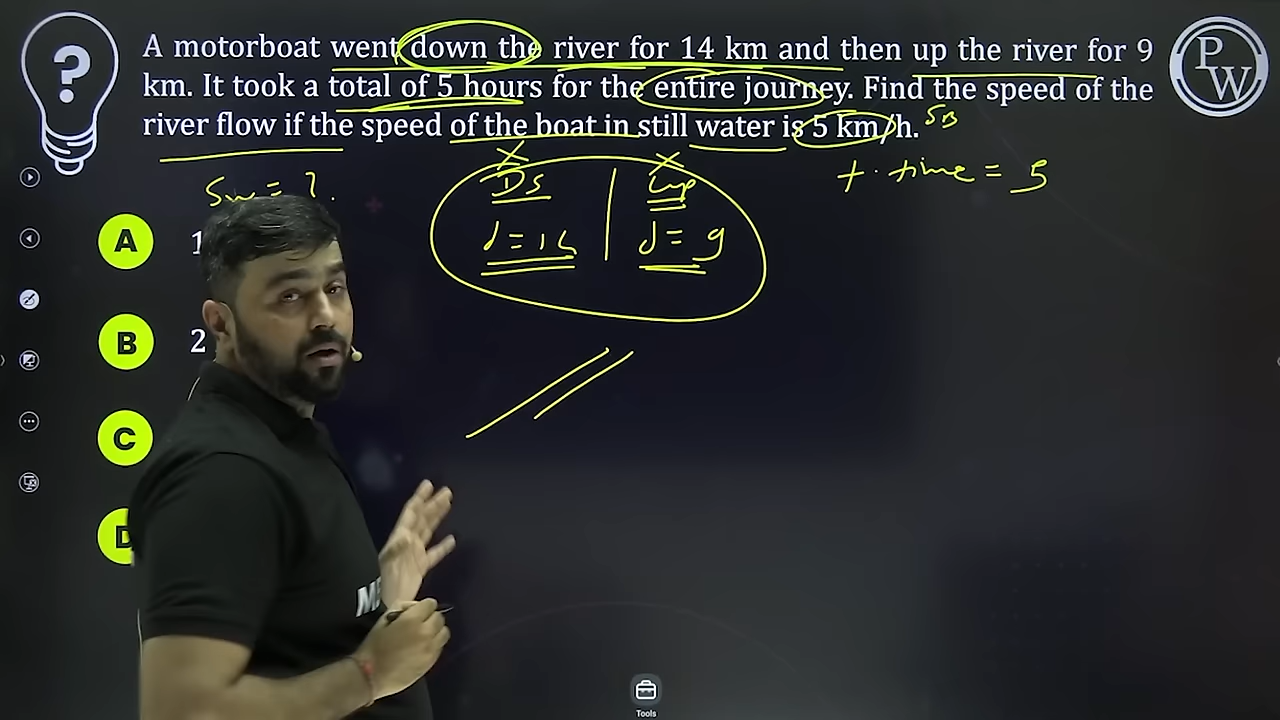 A motorboat went down the river for 14 km and then up the river for 9
km. It took a total of 5 hours for the entire journey. Find the speed of the
river flow if the speed of the boat in still water is 5 km/h. SB
PW
t. time = 5
Sw = ?
DS | up
d = 14 | d = 9
A 1
B 2
C
D
M
Tools